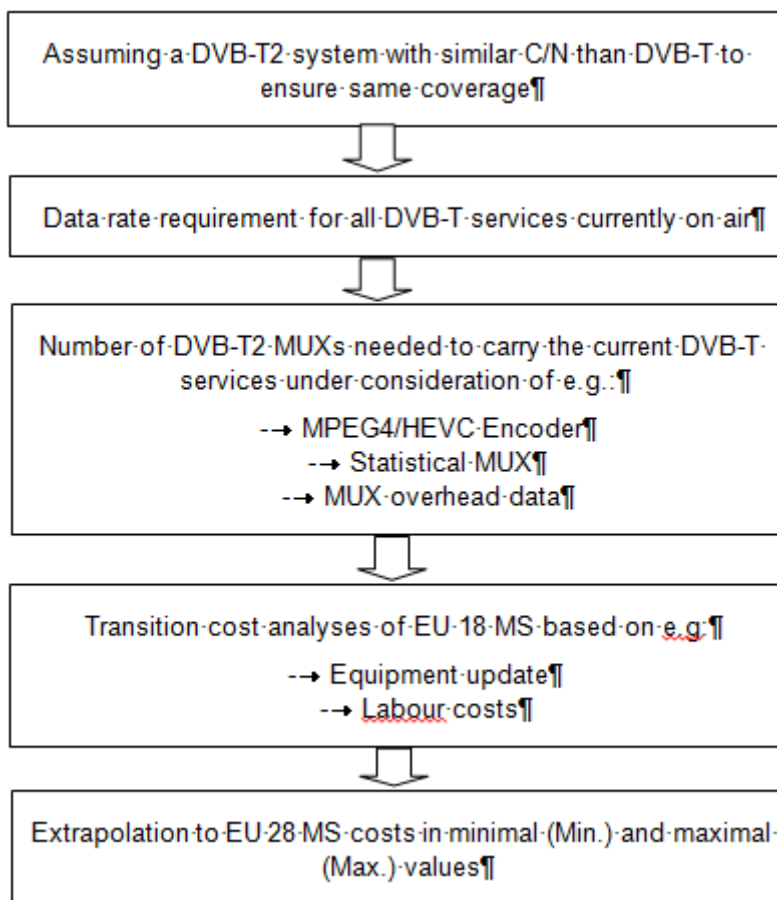 Assuming·a·DVB-T2·system·with·similar·C/N·than·DVB-T·to·
ensure·same·coverage¶
Data·rate·requirement·for·all·DVB-T·services·currently·on·air¶
Number·of·DVB-T2·MUXs·needed·to·carry·the·current·DVB-T·
services·under·consideration·of·e.g.:¶
-→ MPEG4/HEVC·Encoder¶
-→ Statistical·MUX¶
-→ MUX·overhead·data¶
Transition·cost·analyses·of·EU·18·MS·based·on·e.g:¶
-→ Equipment·update¶
-→ Labour·costs¶
Extrapolation·to·EU·28·MS·costs·in·minimal·(Min.)·and·maximal·
(Max.)·values¶